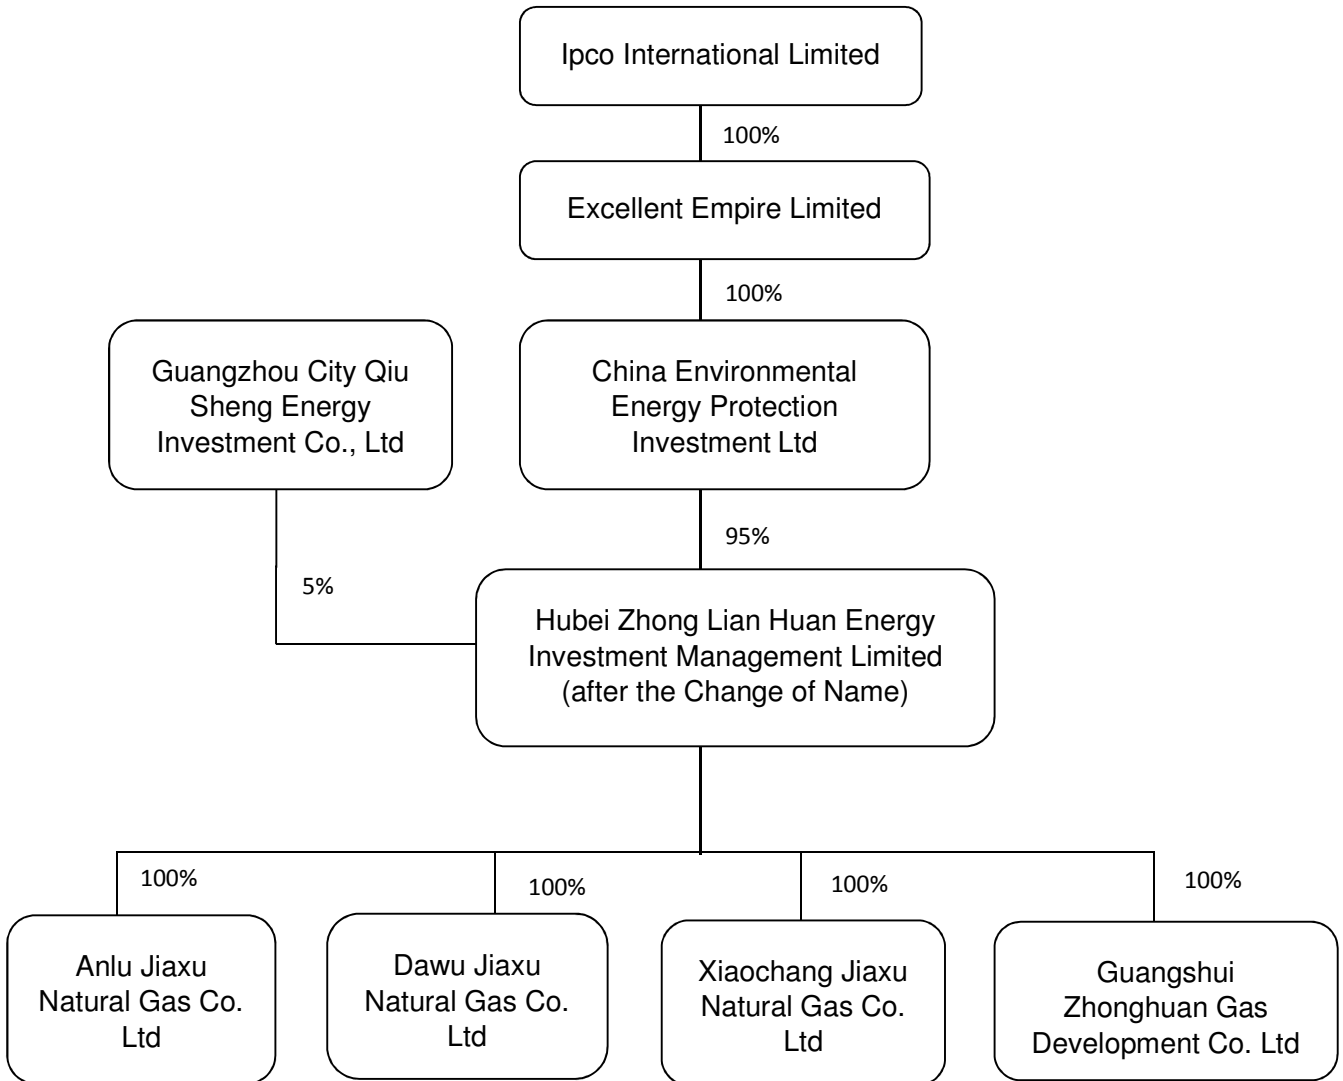 Ipco International Limited
100%
Excellent Empire Limited
100%
Guangzhou City Qiu
Sheng Energy
Investment Co., Ltd
China Environmental
Energy Protection
Investment Ltd
95%
5%
Hubei Zhong Lian Huan Energy
Investment Management Limited
(after the Change of Name)
100%
100%
100%
100%
Anlu Jiaxu
Natural Gas Co.
Ltd
Dawu Jiaxu
Natural Gas Co.
Ltd
Xiaochang Jiaxu
Natural Gas Co.
Ltd
Guangshui
Zhonghuan Gas
Development Co. Ltd